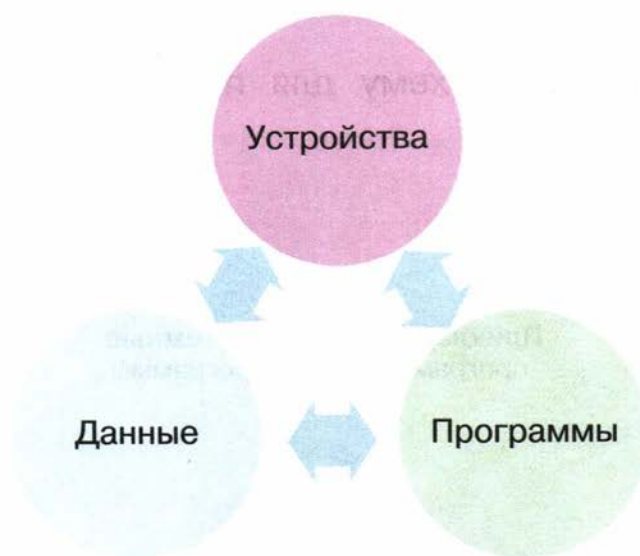 Устройства
Данные
Программы